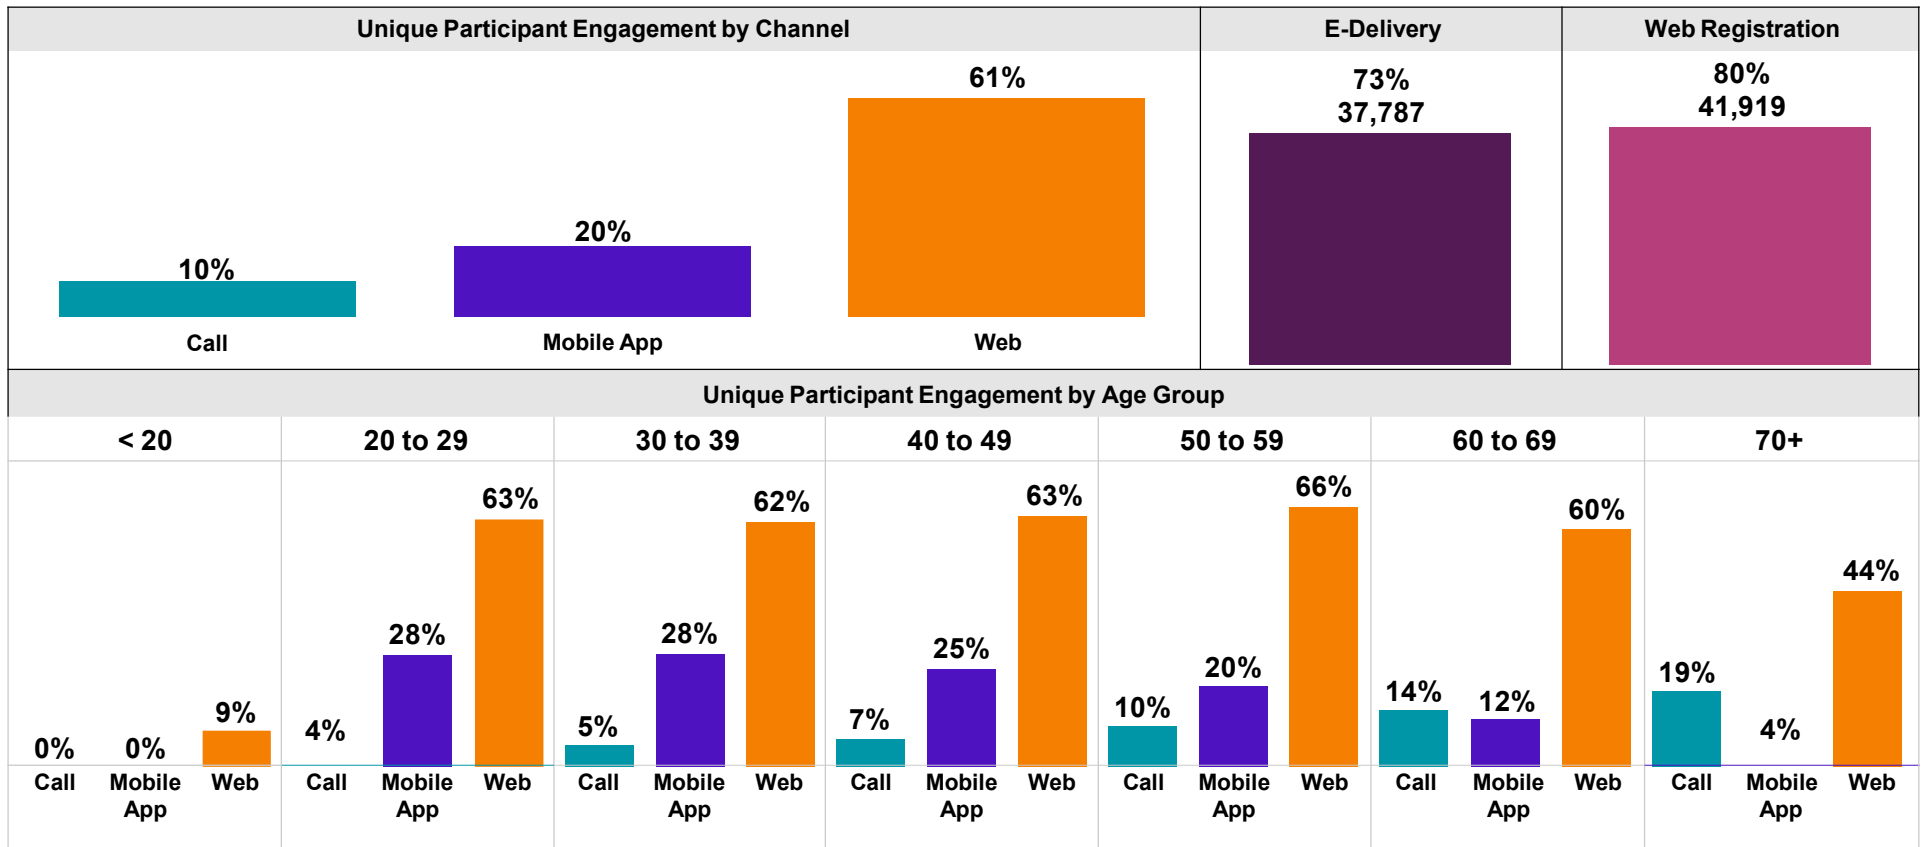 Unique Participant Engagement by Channel
E-Delivery
Web Registration
10%
20%
61%
Call
Mobile App
Web
73%
37,787
80%
41,919
Unique Participant Engagement by Age Group
< 20
20 to 29
30 to 39
40 to 49
50 to 59
60 to 69
70+
0%
0%
9%
Call
Mobile
App
Web
4%
28%
63%
Call
Mobile
App
Web
5%
28%
62%
Call
Mobile
App
Web
7%
25%
63%
Call
Mobile
App
Web
10%
20%
66%
Call
Mobile
App
Web
14%
12%
60%
Call
Mobile
App
Web
19%
4%
44%
Call
Mobile
App
Web